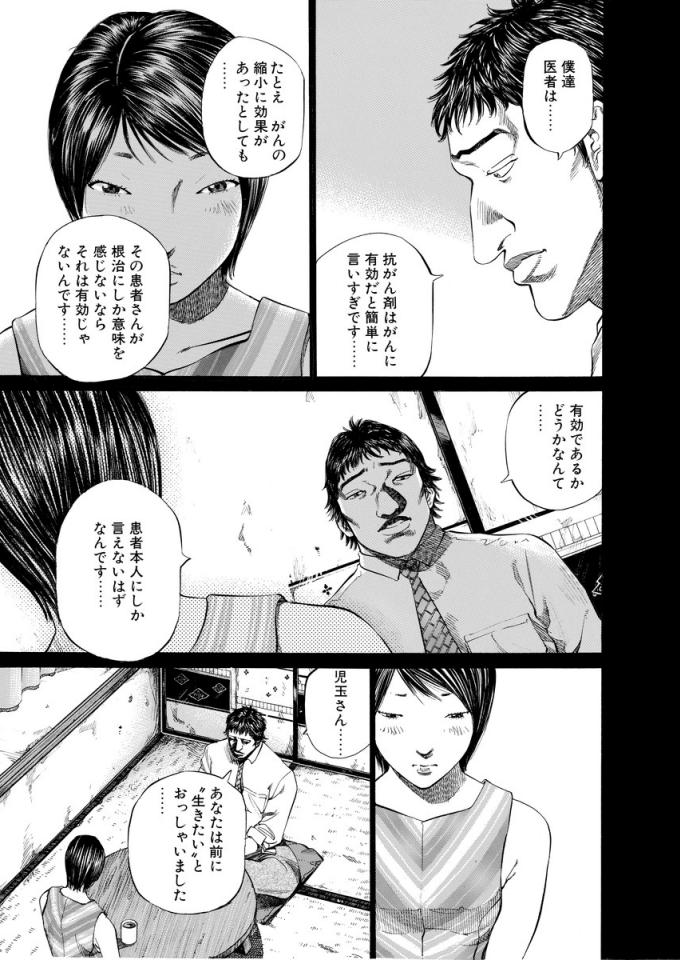 僕達
医者は……
抗がん剤はがんに
有効だと簡単に
言いすぎです……
たとえ　がんの
縮小に効果が
あったとしても
……
その患者さんが
根治にしか意味を
感じないなら
それは有効じゃ
ないんです……
有効であるか
どうかなんて
……
患者本人にしか
言えないはず
なんです……
児玉さん……
あなたは前に
〝生きたい〟と
おっしゃいました
……